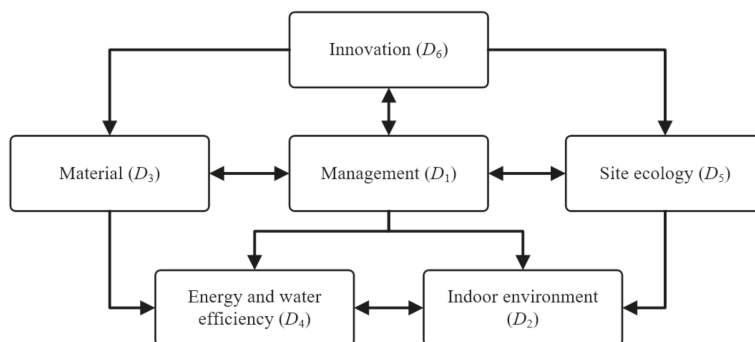 Innovation (D6)
Material (D3)
Management (D1)
Site ecology (D5)
Energy and water
efficiency (D4)
Indoor environment
(D2)